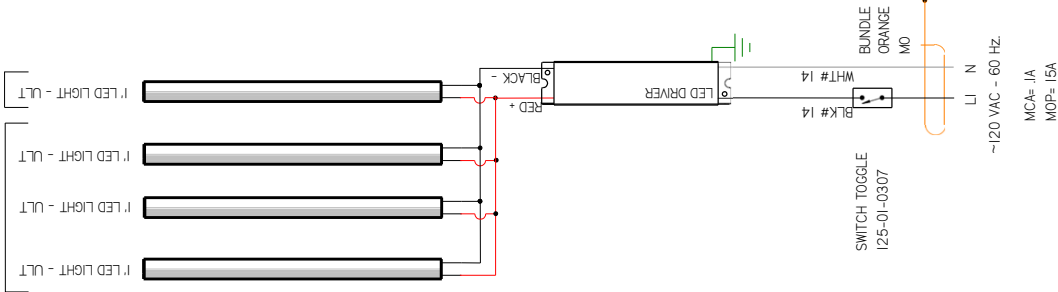 1' LED LIGHT - ULT
1' LED LIGHT - ULT
1' LED LIGHT - ULT
1' LED LIGHT - ULT
BLACK -
RED +
LED DRIVER
WHT # 14
BLK # 14
SWITCH TOGGLE
125-01-0307
BUNDLE
ORANGE
MO
N
L1
~120 VAC - 60 Hz.
MCA= .1A
MOP= 15A